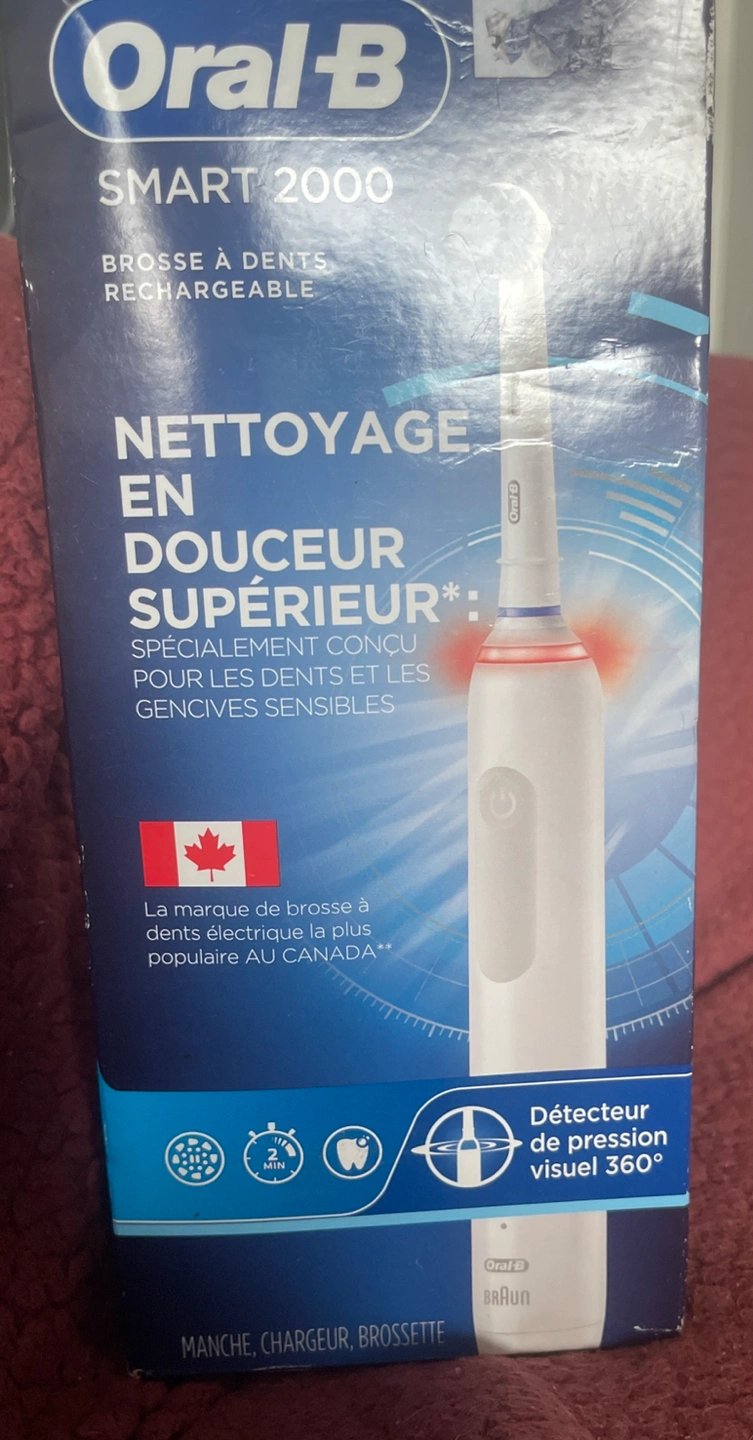 Oral-B
SMART 2000
BROSSE À DENTS
RECHARGEABLE
NETTOYAGE
EN
DOUCEUR
SUPÉRIEUR*:
SPÉCIALEMENT CONÇU
POUR LES DENTS ET LES
GENCIVES SENSIBLES
Oral-B
La marque de brosse à
dents électrique la plus
populaire AU CANADA**
2
MIN
Détecteur
de pression
visuel 360°
Oral-B
BRAUN
MANCHE, CHARGEUR, BROSSETTE